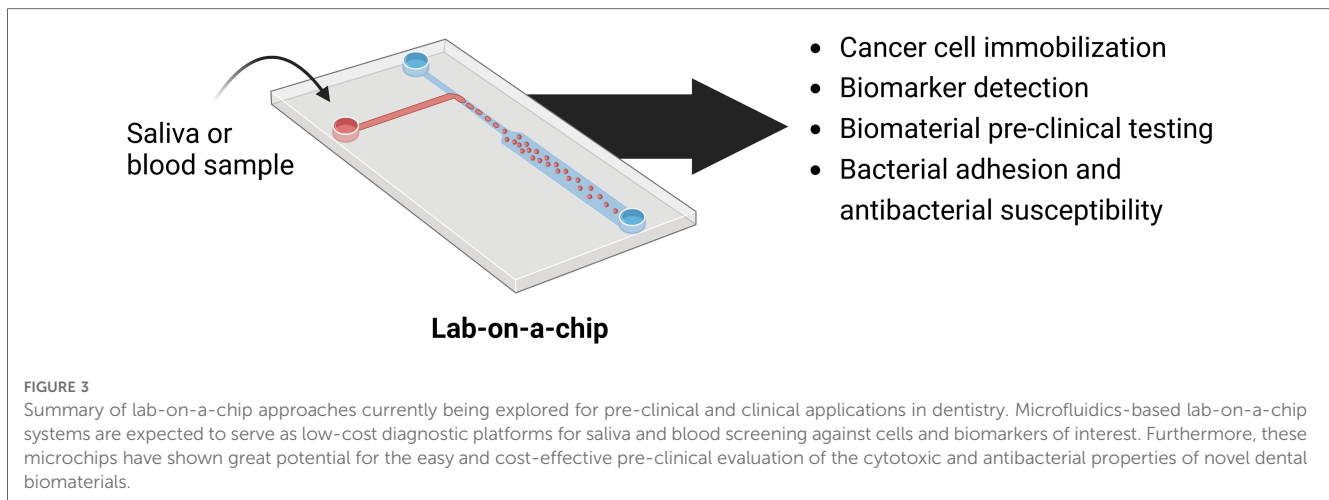 Saliva or
blood sample
Lab-on-a-chip
• Cancer cell immobilization
• Biomarker detection
• Biomaterial pre-clinical testing
• Bacterial adhesion and
antibacterial susceptibility
FIGURE 3
Summary of lab-on-a-chip approaches currently being explored for pre-clinical and clinical applications in dentistry. Microfluidics-based lab-on-a-chip
systems are expected to serve as low-cost diagnostic platforms for saliva and blood screening against cells and biomarkers of interest. Furthermore, these
microchips have shown great potential for the easy and cost-effective pre-clinical evaluation of the cytotoxic and antibacterial properties of novel dental
biomaterials.